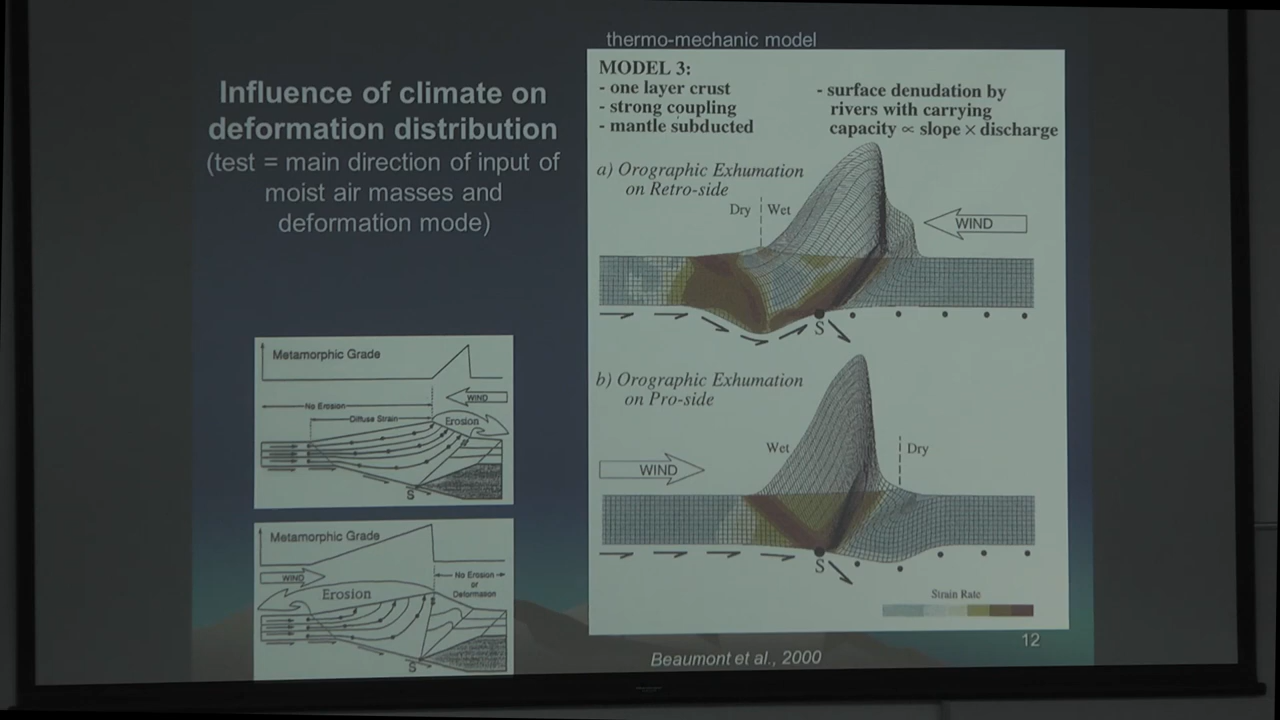 thermo-mechanic model
Influence of climate on
deformation distribution
(test = main direction of input of
moist air masses and
deformation mode)
MODEL 3:
- one layer crust
- strong coupling
- mantle subducted
- surface denudation by
rivers with carrying
capacity ∝ slope × discharge
a) Orographic Exhumation
on Retro-side
Dry Wet
WIND
S
b) Orographic Exhumation
on Pro-side
Wet
Dry
WIND
S
Strain Rate
Metamorphic Grade
WIND
No Erosion
Diffuse Strain
Erosion
S
Metamorphic Grade
WIND
No Erosion
or
Deformation
Erosion
S
Beaumont et al., 2000
12